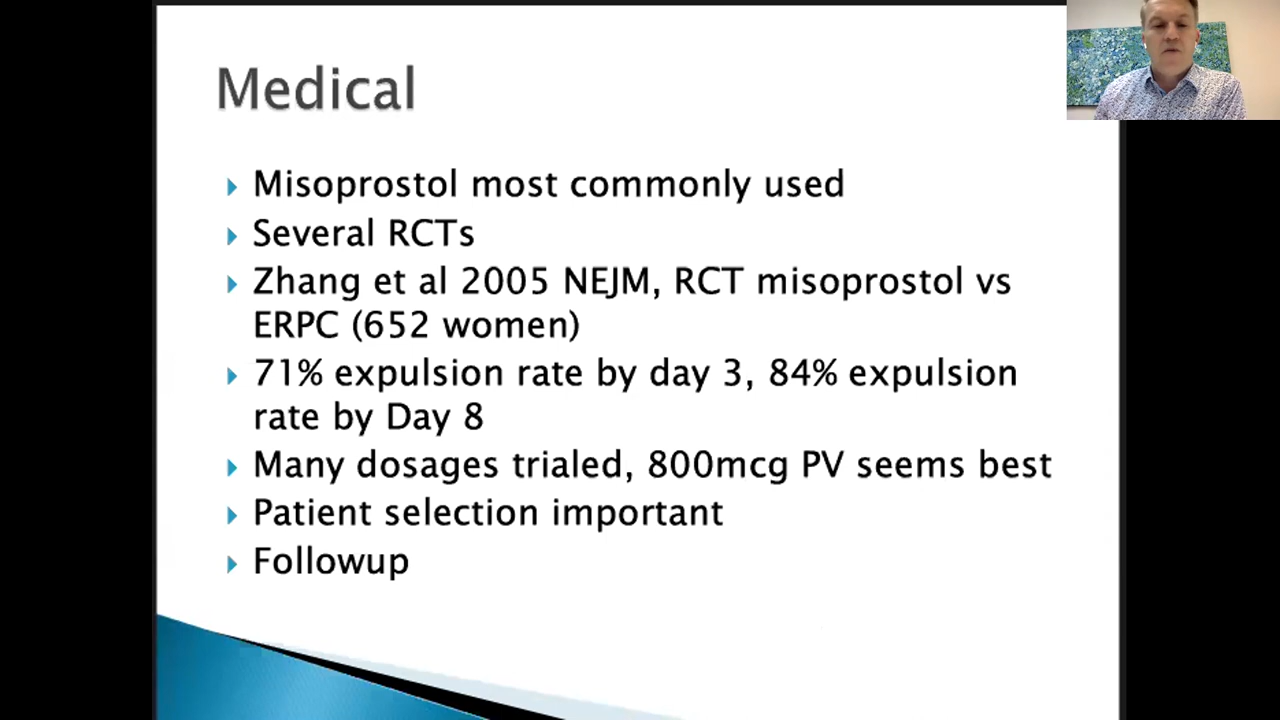 Medical
Misoprostol most commonly used
Several RCTs
Zhang et al 2005 NEJM, RCT misoprostol vs
ERPC (652 women)
71% expulsion rate by day 3, 84% expulsion
rate by Day 8
Many dosages trialed, 800mcg PV seems best
Patient selection important
Followup